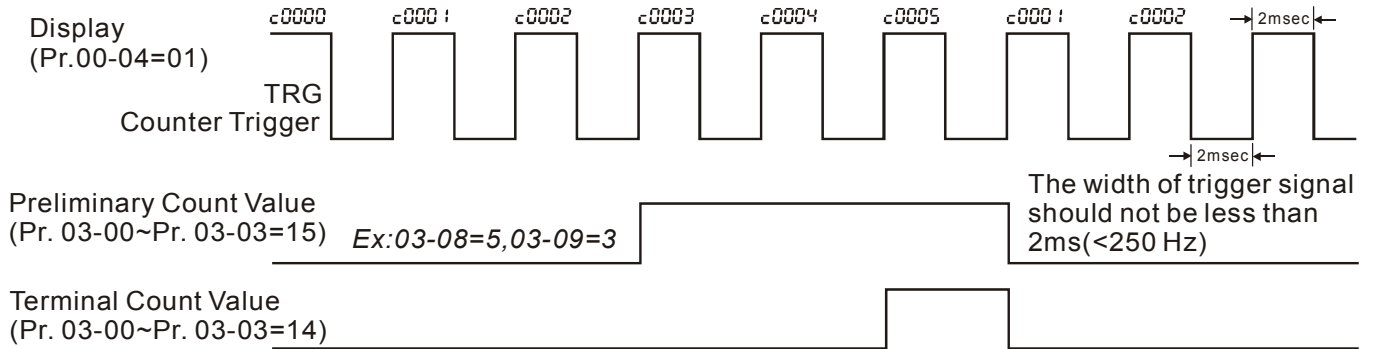 Display
(Pr.00-04=01)
c0000 c0001 c0002 c0003 c0004 c0005 c0001 c0002 2msec
TRG
Counter Trigger
2msec
The width of trigger signal
should not be less than
2ms(<250 Hz)
Preliminary Count Value
(Pr. 03-00~Pr. 03-03=15) Ex:03-08=5,03-09=3
Terminal Count Value
(Pr. 03-00~Pr. 03-03=14)